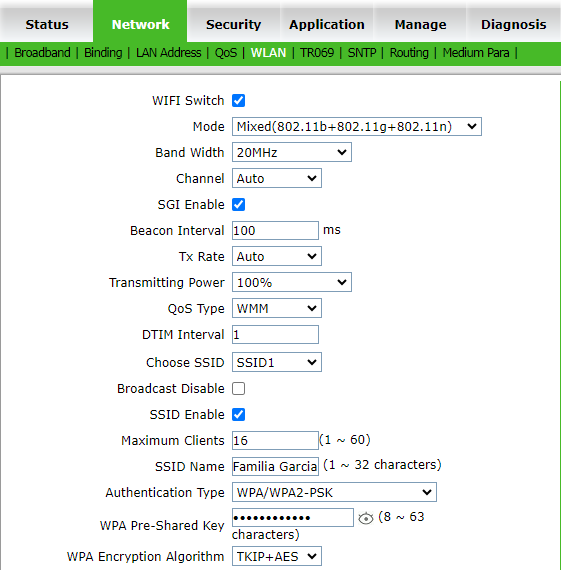 Status Network Security Application Manage Diagnosis
| Broadband | Binding | LAN Address | QoS | WLAN | TR069 | SNTP | Routing | Medium Para |
WIFI Switch
Mode Mixed(802.11b+802.11g+802.11n)
Band Width 20MHz
Channel Auto
SGI Enable
Beacon Interval 100 ms
Tx Rate Auto
Transmitting Power 100%
QoS Type WMM
DTIM Interval 1
Choose SSID SSID1
Broadcast Disable
SSID Enable
Maximum Clients 16 (1 ~ 60)
SSID Name Familia Garcia (1 ~ 32 characters)
Authentication Type WPA/WPA2-PSK
WPA Pre-Shared Key •••••••••••• (8 ~ 63
characters)
WPA Encryption Algorithm TKIP+AES